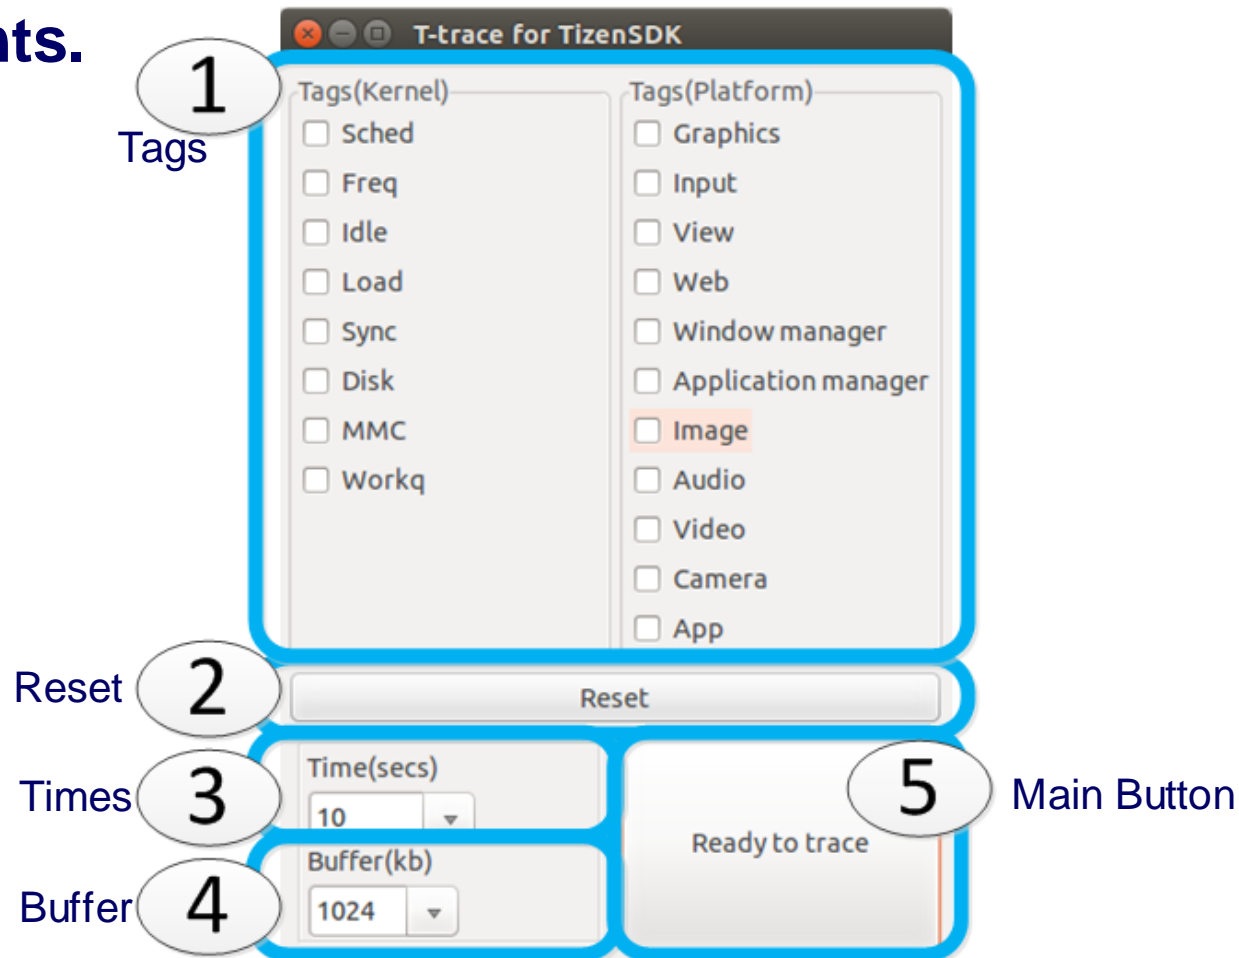 nts.
T-trace for TizenSDK
1
Tags
Tags(Kernel)
Sched
Freq
Idle
Load
Sync
Disk
MMC
Workq
Tags(Platform)
Graphics
Input
View
Web
Window manager
Application manager
Image
Audio
Video
Camera
App
Reset
2
Reset
Times
3
Time(secs)
10
Buffer
4
Buffer(kb)
1024
Ready to trace
5
Main Button